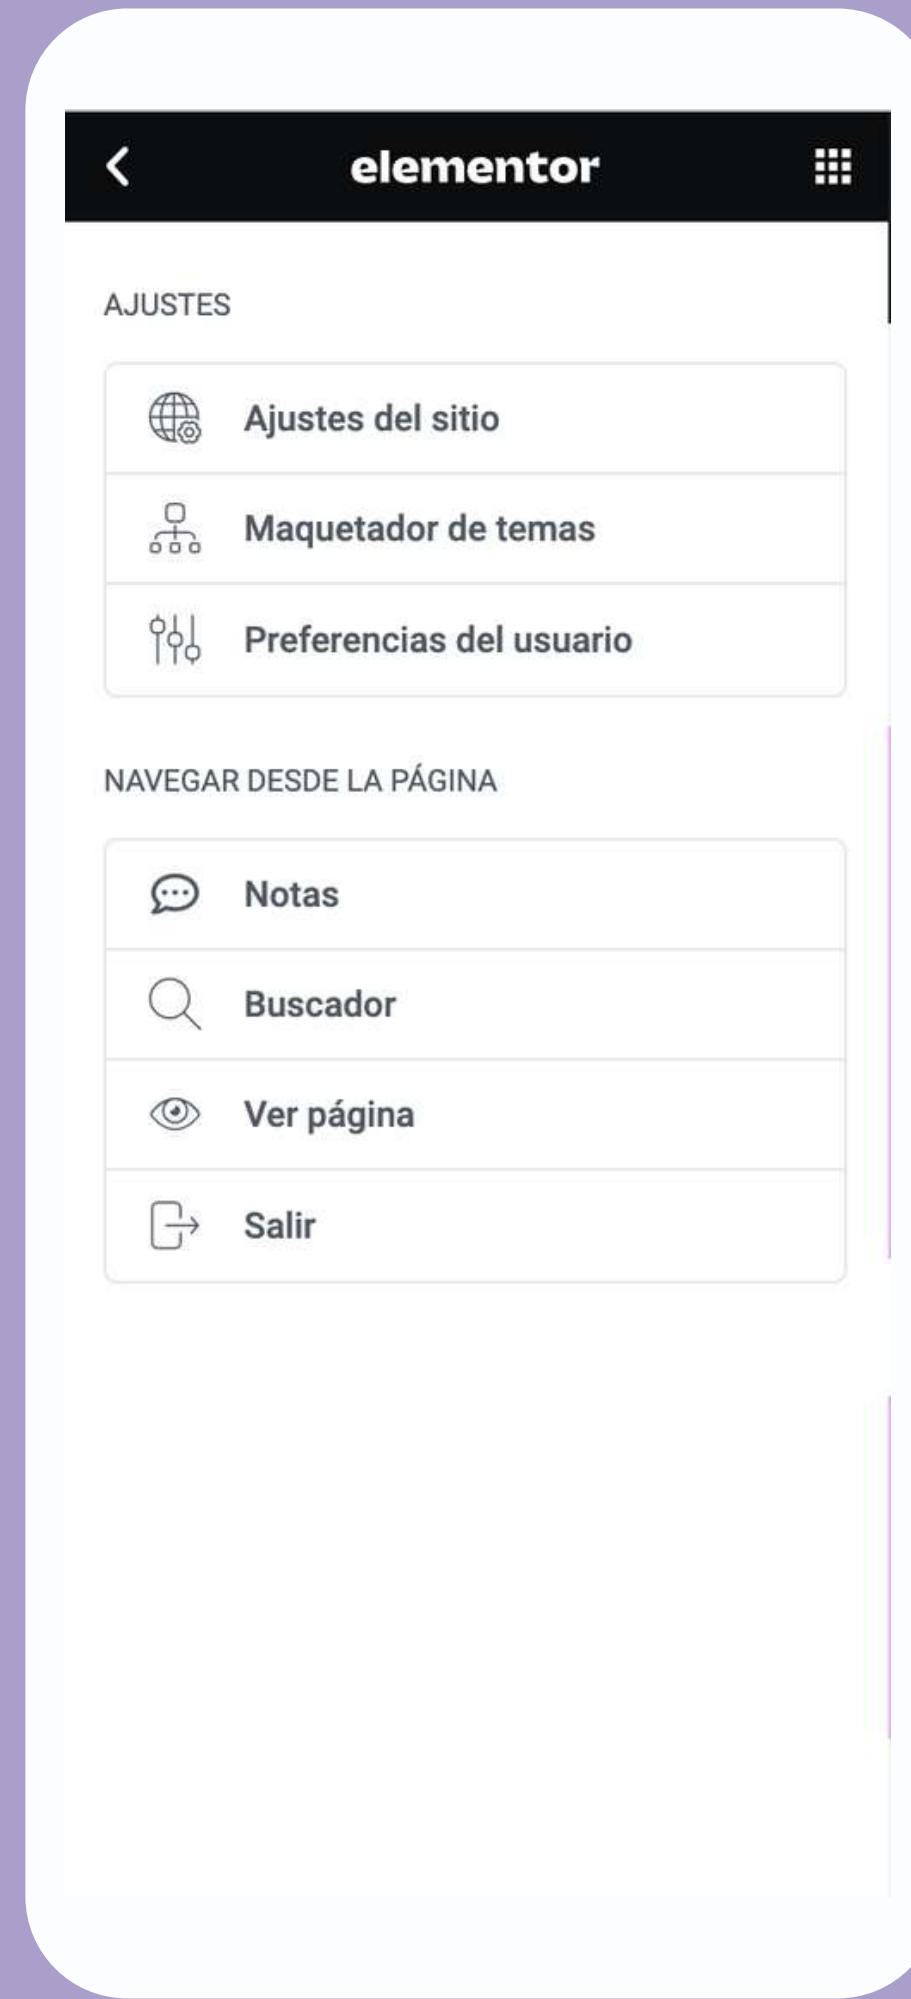 elementor
AJUSTES
Ajustes del sitio
Maquetador de temas
Preferencias del usuario
NAVEGAR DESDE LA PÁGINA
Notas
Buscador
Ver página
Salir